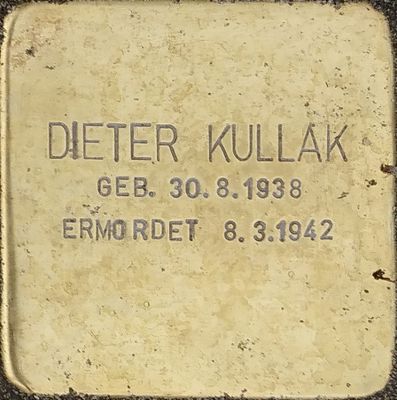 DIETER KULLAK
GEB. 30.8.1938
ERMORDET 8.3.1942